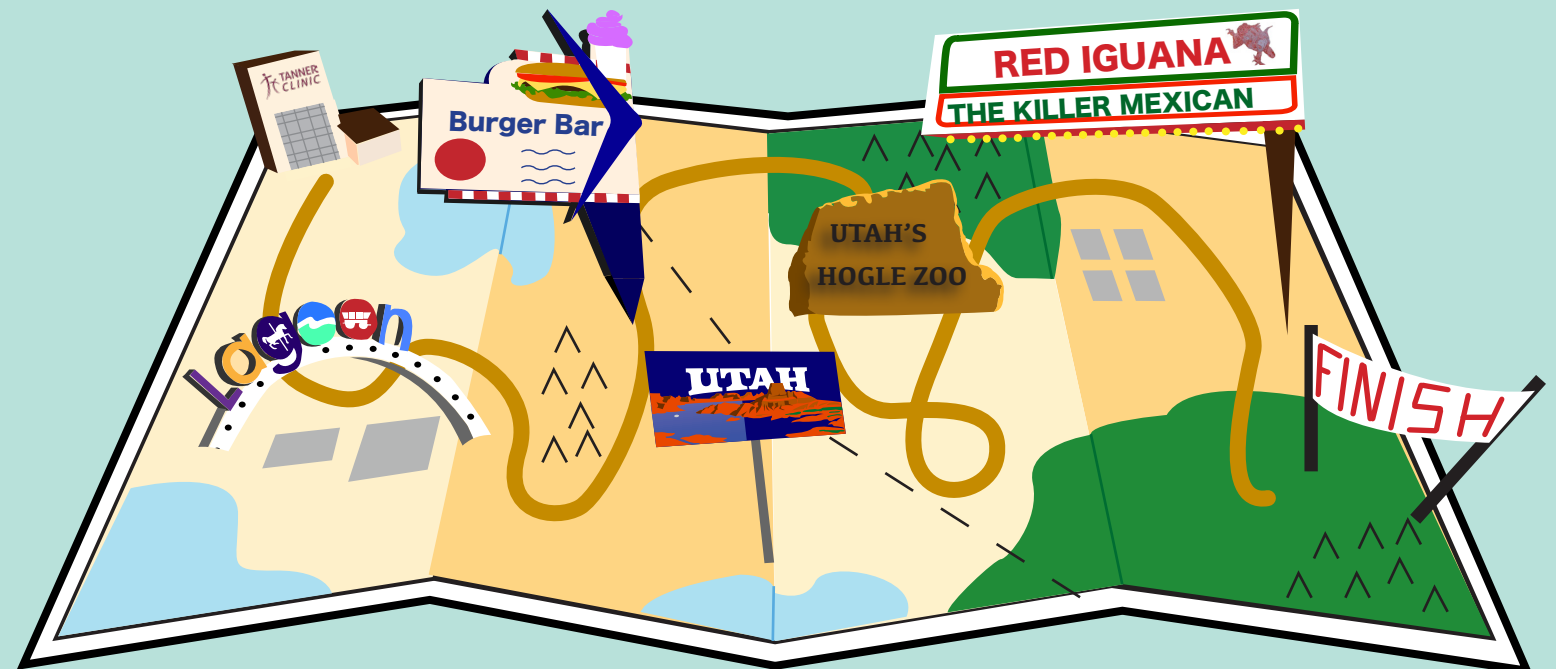 TANNER
CLINIC
Burger Bar
RED IGUANA
THE KILLER MEXICAN
UTAH'S
HOGLE ZOO
Lagoon
UTAH
FINISH